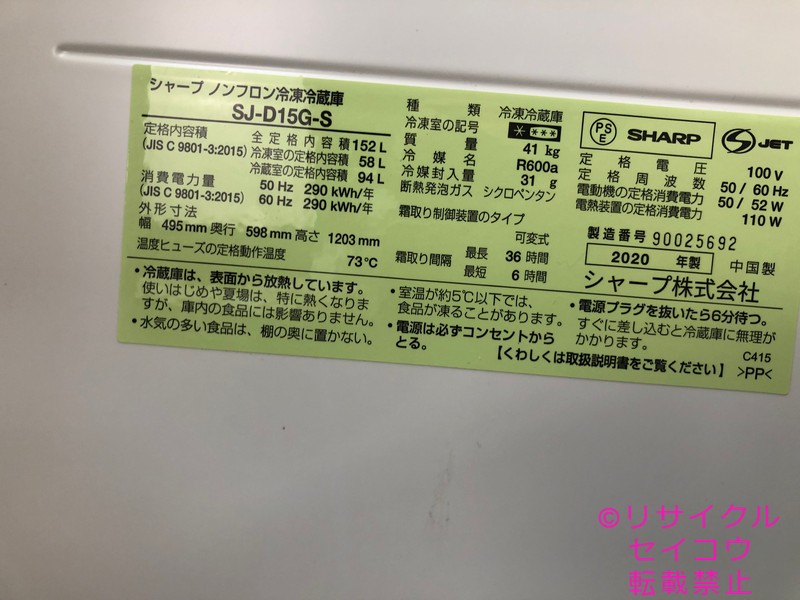 シャープ ノンフロン冷凍冷蔵庫
SJ-D15G-S
定格内容積
(JIS C 9801-3:2015)
全定格内容積 152 L
冷凍室の定格内容積 58 L
冷蔵室の定格内容積 94 L
消費電力量
(JIS C 9801-3:2015)
50 Hz 290 kWh/年
60 Hz 290 kWh/年
外形寸法
幅 495 mm 奥行 598 mm 高さ 1203 mm
温度ヒューズの定格動作温度 73℃
種類 冷凍冷蔵庫
冷凍室の記号 * ***
質量 41 kg
冷媒名 R600a
冷媒封入量 31 g
断熱発泡ガス シクロペンタン
霜取り制御装置のタイプ
可変式
霜取り間隔 最長 36 時間
最短 6 時間
PS
E
SHARP
JET
定格電圧 100 V
定格周波数 50 / 60 Hz
電動機の定格消費電力 50 / 52 W
電熱装置の定格消費電力 110 W
製造番号 90025692
2020 年製 中国製
シャープ株式会社
・冷蔵庫は、表面から放熱しています。
使いはじめや夏場は、特に熱くなりま
すが、庫内の食品には影響ありません。
・水気の多い食品は、棚の奥に置かない。
・室温が約5℃以下では、
食品が凍ることがあります。
・電源は必ずコンセントから
とる。
・電源プラグを抜いたら6分待つ。
すぐに差し込むと冷蔵庫に無理が
かかります。
【くわしくは取扱説明書をご覧ください】
C415
>PP<
©リサイクル
セイコウ
転載禁止